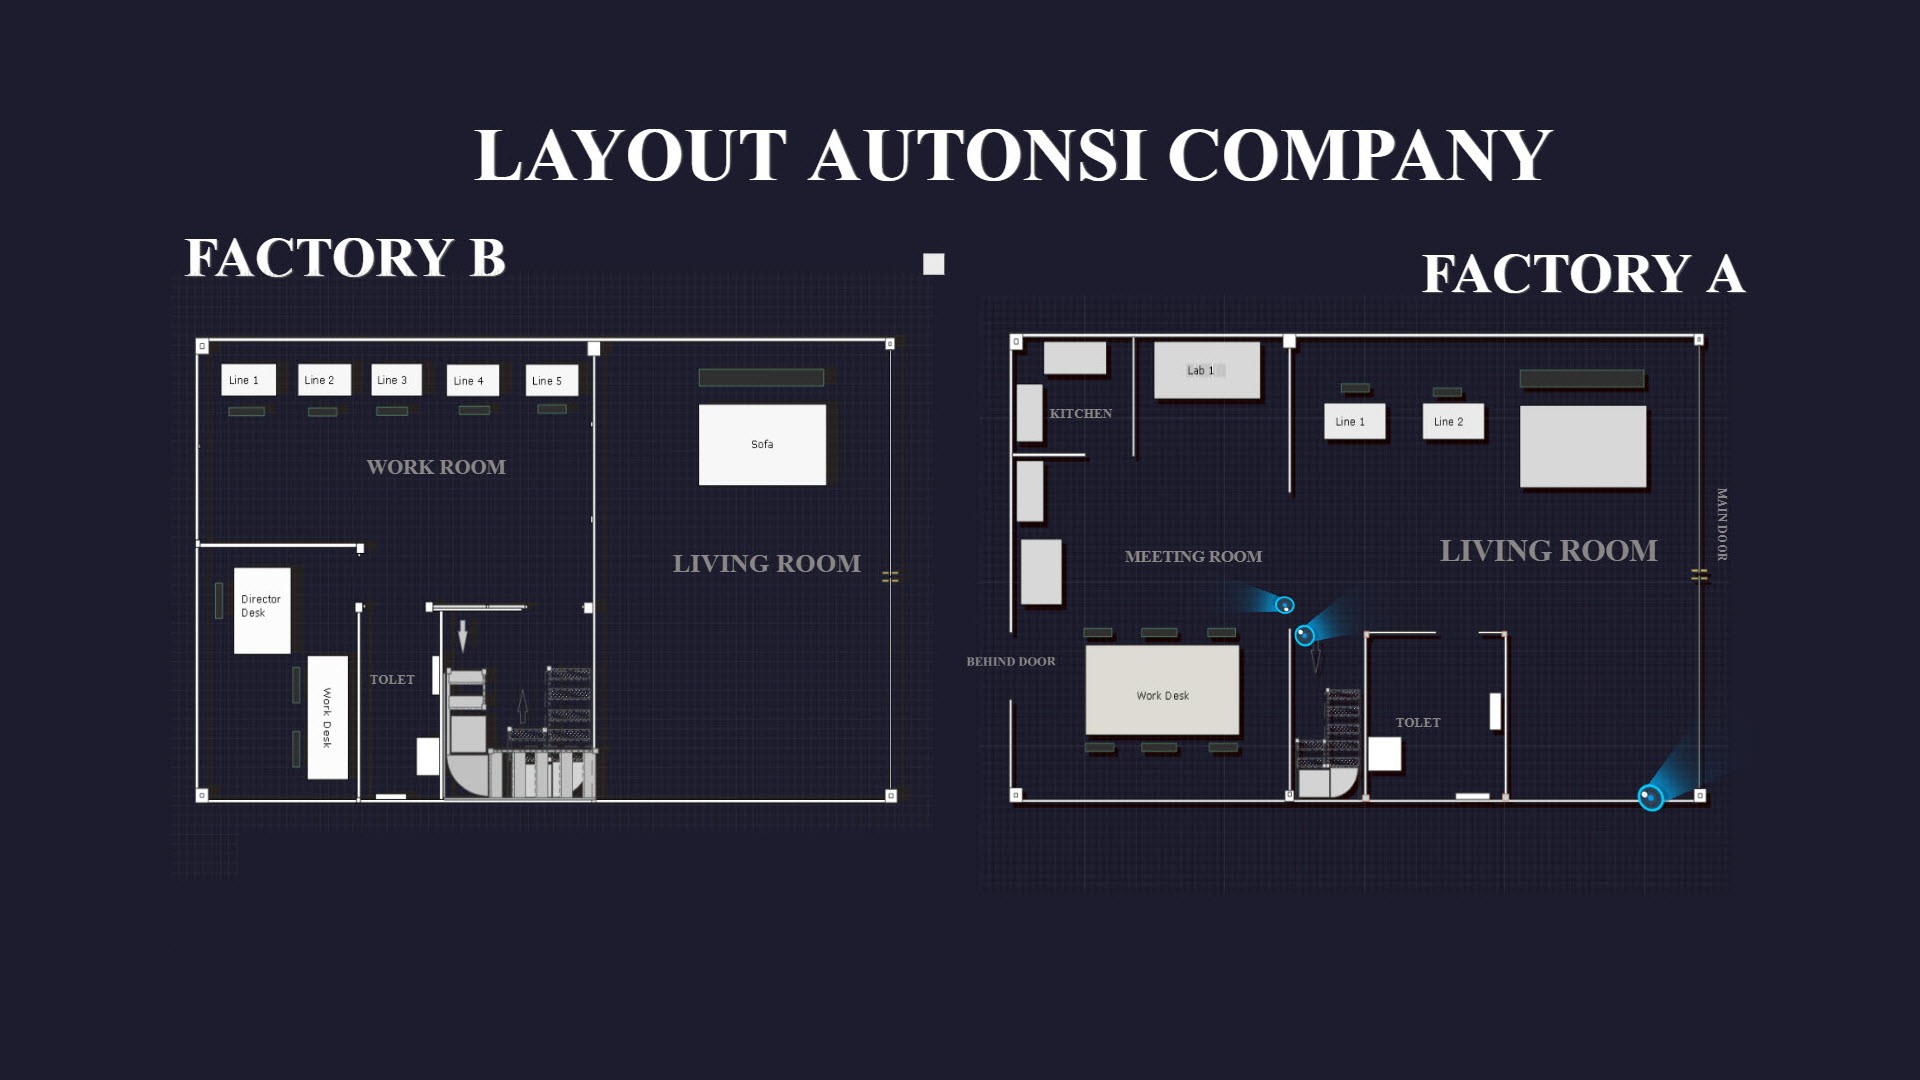 LAYOUT AUTONSI COMPANY
FACTORY B
Line 1
Line 2
Line 3
Line 4
Line 5
Sofa
WORK ROOM
LIVING ROOM
Director
Desk
TOLET
Work Desk
FACTORY A
Lab 1
KITCHEN
Line 1
Line 2
MAIN DOOR
MEETING ROOM
LIVING ROOM
BEHIND DOOR
Work Desk
TOLET